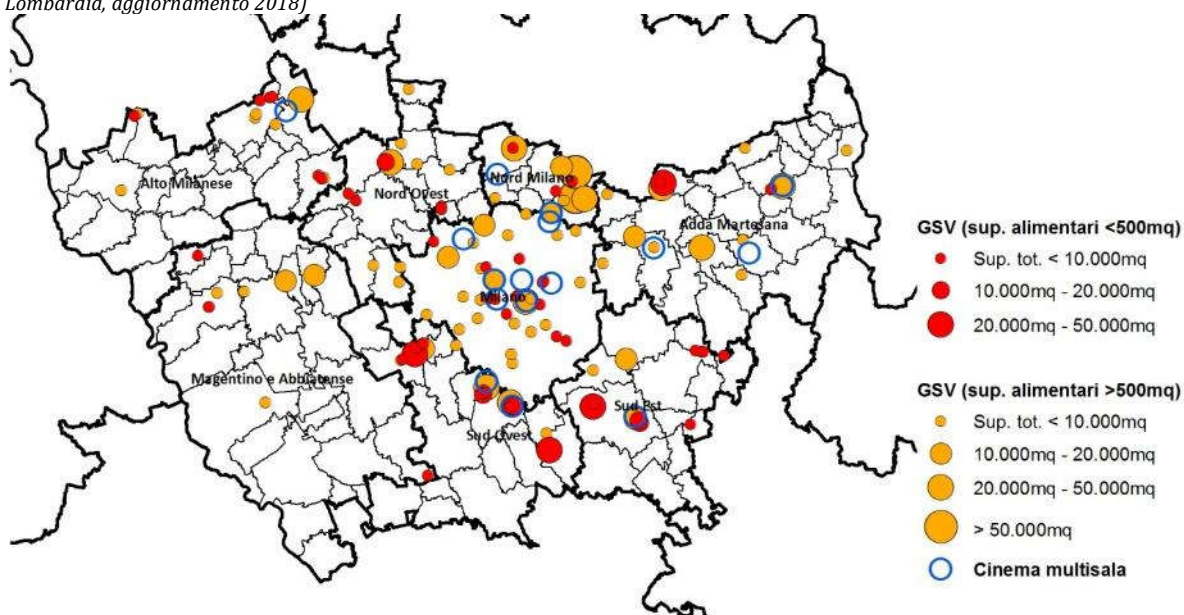 Lombardia, aggiornamento 2018)
Alto Milanese
Nord Ovest
Nord Milano
Adda Martesana
Milano
Magentino e Abbiatense
Sud Ovest
Sud Est
GSV (sup. alimentari <500mq)
Sup. tot. < 10.000mq
10.000mq - 20.000mq
20.000mq - 50.000mq
GSV (sup. alimentari >500mq)
Sup. tot. < 10.000mq
10.000mq - 20.000mq
20.000mq - 50.000mq
> 50.000mq
Cinema multisala